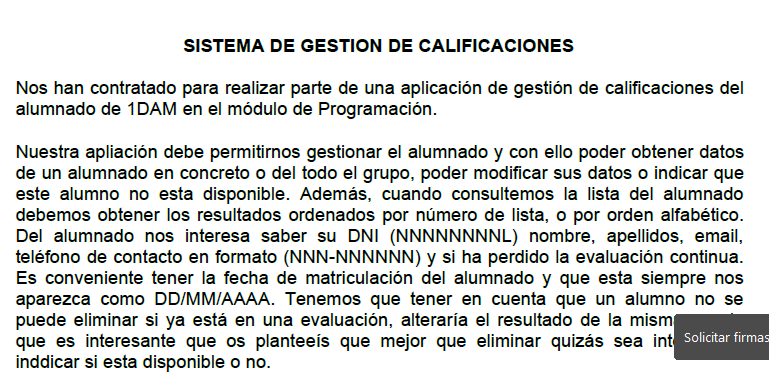 SISTEMA DE GESTION DE CALIFICACIONES
Nos han contratado para realizar parte de una aplicación de gestión de calificaciones del
alumnado de 1DAM en el módulo de Programación.
Nuestra apliación debe permitirnos gestionar el alumnado y con ello poder obtener datos
de un alumnado en concreto o del todo el grupo, poder modificar sus datos o indicar que
este alumno no esta disponible. Además, cuando consultemos la lista del alumnado
debemos obtener los resultados ordenados por número de lista, o por orden alfabético.
Del alumnado nos interesa saber su DNI (NNNNNNNNL) nombre, apellidos, email,
teléfono de contacto en formato (NNN-NNNNNN) y si ha perdido la evaluación continua.
Es conveniente tener la fecha de matriculación del alumnado y que esta siempre nos
aparezca como DD/MM/AAAA. Tenemos que tener en cuenta que un alumno no se
puede eliminar si ya está en una evaluación, alteraría el resultado de la
que es interesante que os planteéis que mejor que eliminar quizás sea
inddicar si esta disponible o no.
Solicitar firmas